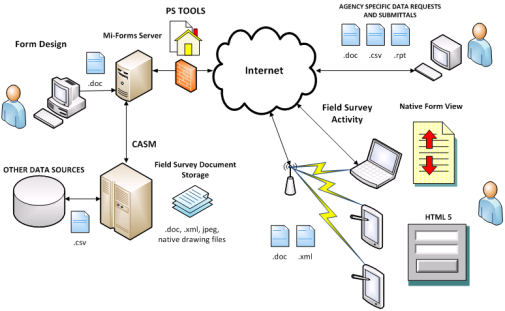 PS TOOLS
AGENCY SPECIFIC DATA REQUESTS
AND SUBMITTALS
Form Design
Mi-Forms Server
.doc
.doc
.csv
.rpt
Internet
Field Survey
Activity
Native Form View
CASM
OTHER DATA SOURCES
Field Survey Document
Storage
.csv
.doc, .xml, jpeg,
native drawing files
.doc
.xml
HTML 5